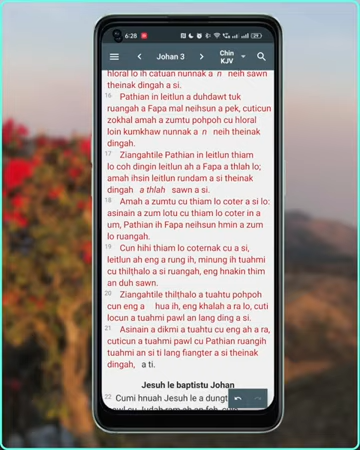 6:28
Johan 3
Chin
KJV
hloral lo ih catuan nunnak a n neih sawn
theinak dingah a si.
16 Pathian in leitlun a duhdawt tuk
ruangah a Fapa mal neihsun a pek, cuticun
zokhal amah a zumtu pohpoh cu hloral
loin kumkhaw nunnak a n neih theinak
dingah.
17 Ziangahtile Pathian in leitlun thiam
lo coh dingin leitlun ah a Fapa a thlah lo;
amah ihsin leitlun rundam a si theinak
dingah a thlah sawn a si.
18 Amah a zumtu cu thiam lo coter a si lo:
asinain a zum lotu cu thiam lo coter in a
um, Pathian ih Fapa neihsun hmin a zum
lo ruangah.
19 Cun hihi thiam lo coternak cu a si,
leitlun ah eng a rung ih, minung ih tuahmi
cu thilṭhalo a si ruangah, eng hnakin thim
an duh sawn.
20 Ziangahtile thilṭhalo a tuahtu pohpoh
cun eng a hua ih, eng khalah a ra lo, cuti
locun a tuahmi pawl an lang ding a si.
21 Asinain a dikmi a tuahtu cu eng ah a ra,
cuticun a tuahmi pawl cu Pathian ruangih
tuahmi an si ti lang fiangter a si theinak
dingah, a ti.
Jesuh le baptistu Johan
22 Cumi hnuah Jesuh le a dungt